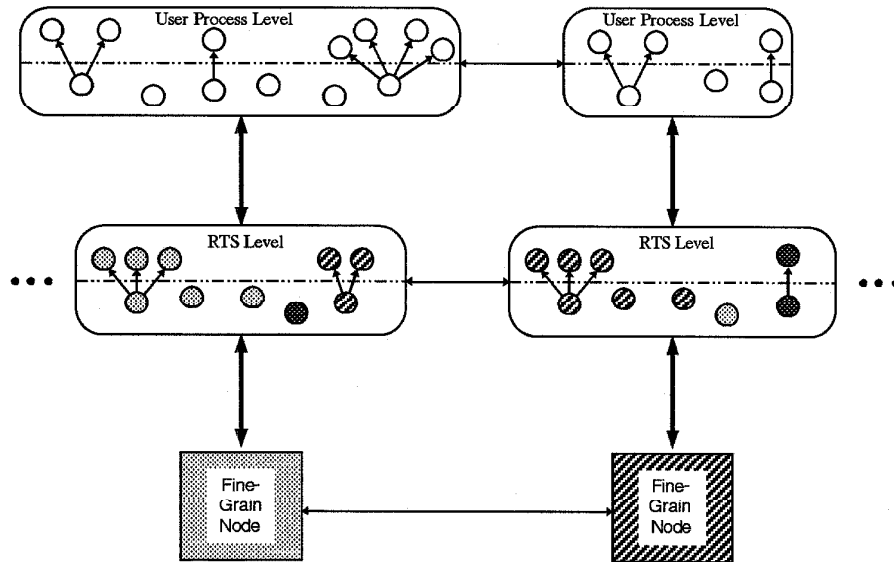 User Process Level
User Process Level
RTS Level
RTS Level
Fine-
Grain
Node
Fine-
Grain
Node